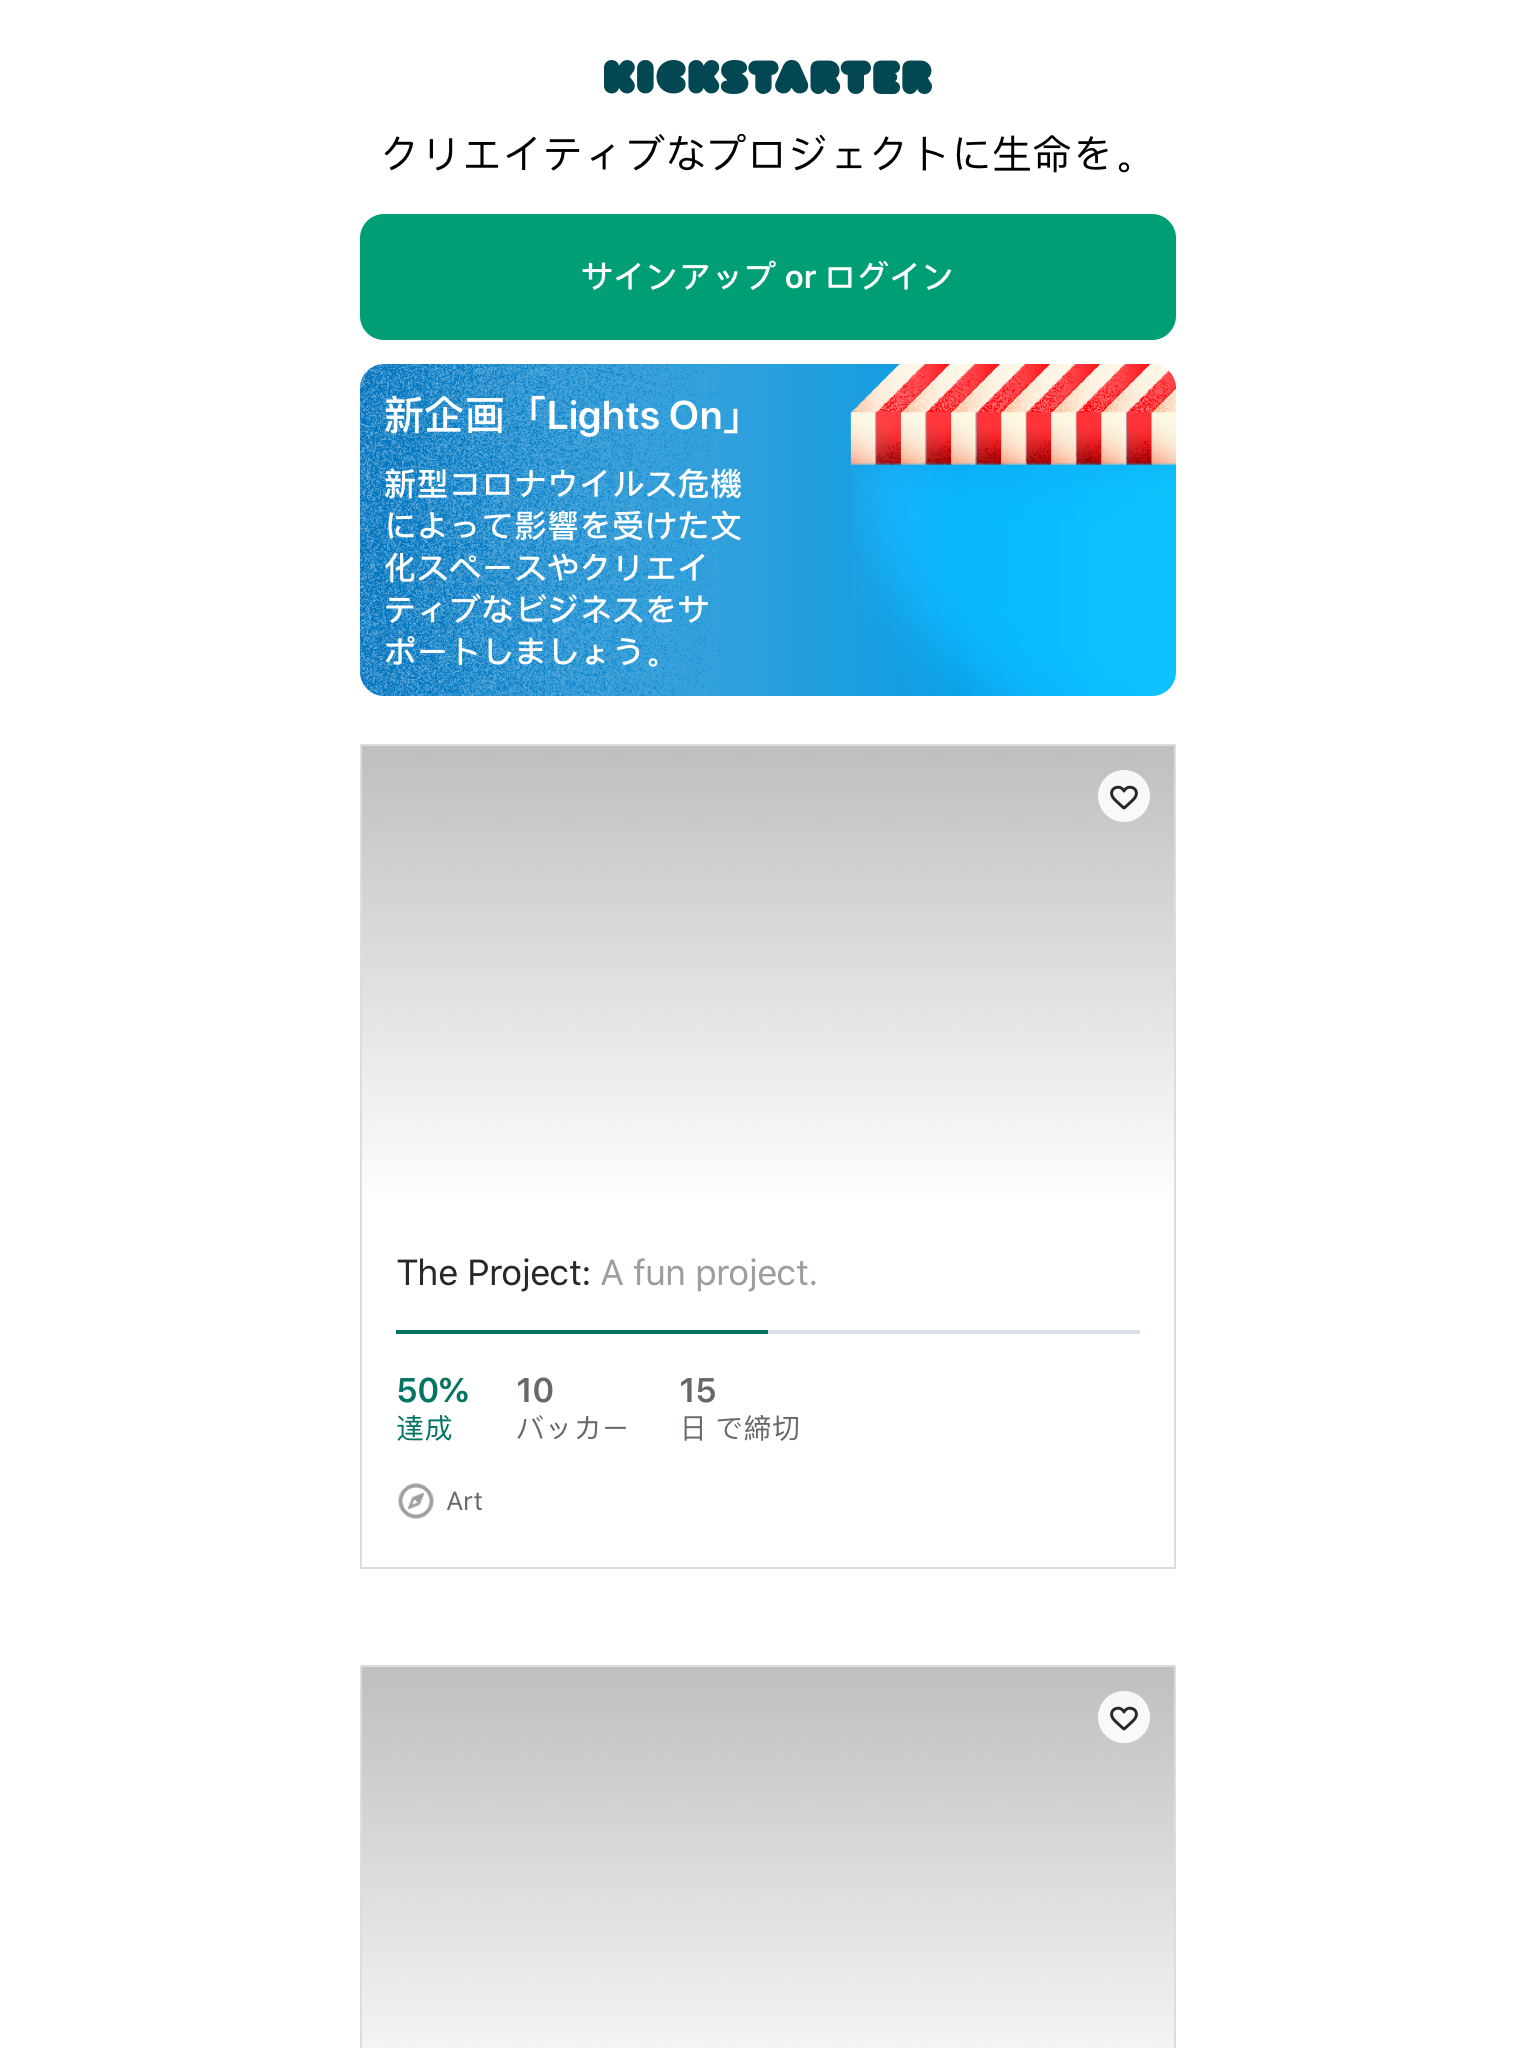 KICKSTARTER
クリエイティブなプロジェクトに生命を。
サインアップ or ログイン
新企画「Lights On」
新型コロナウイルス危機
によって影響を受けた文
化スペースやクリエイ
ティブなビジネスをサ
ポートしましょう。
The Project: A fun project.
50% 10 15
達成 バッカー 日 で締切
Art